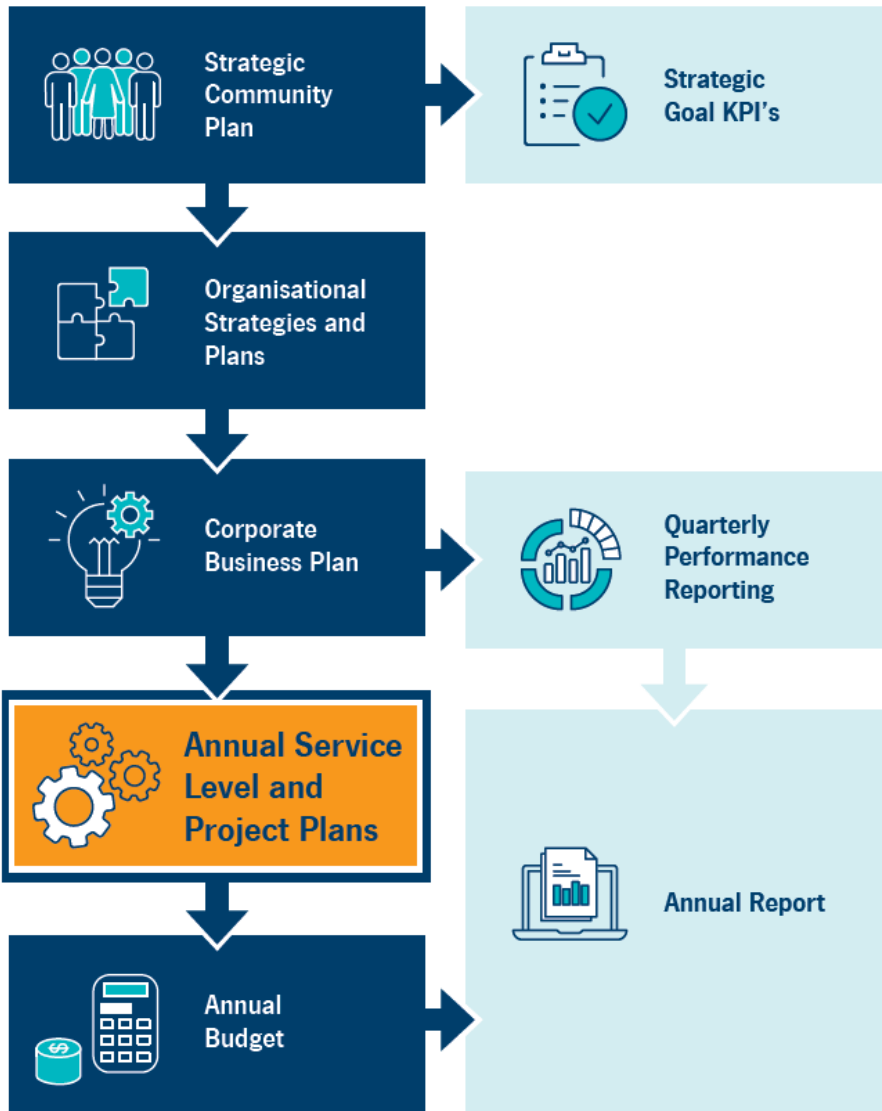 Strategic
Community
Plan
Strategic
Goal KPI's
Organisational
Strategies and
Plans
Corporate
Business Plan
Quarterly
Performance
Reporting
Annual Service
Level and
Project Plans
Annual Report
Annual
Budget
$